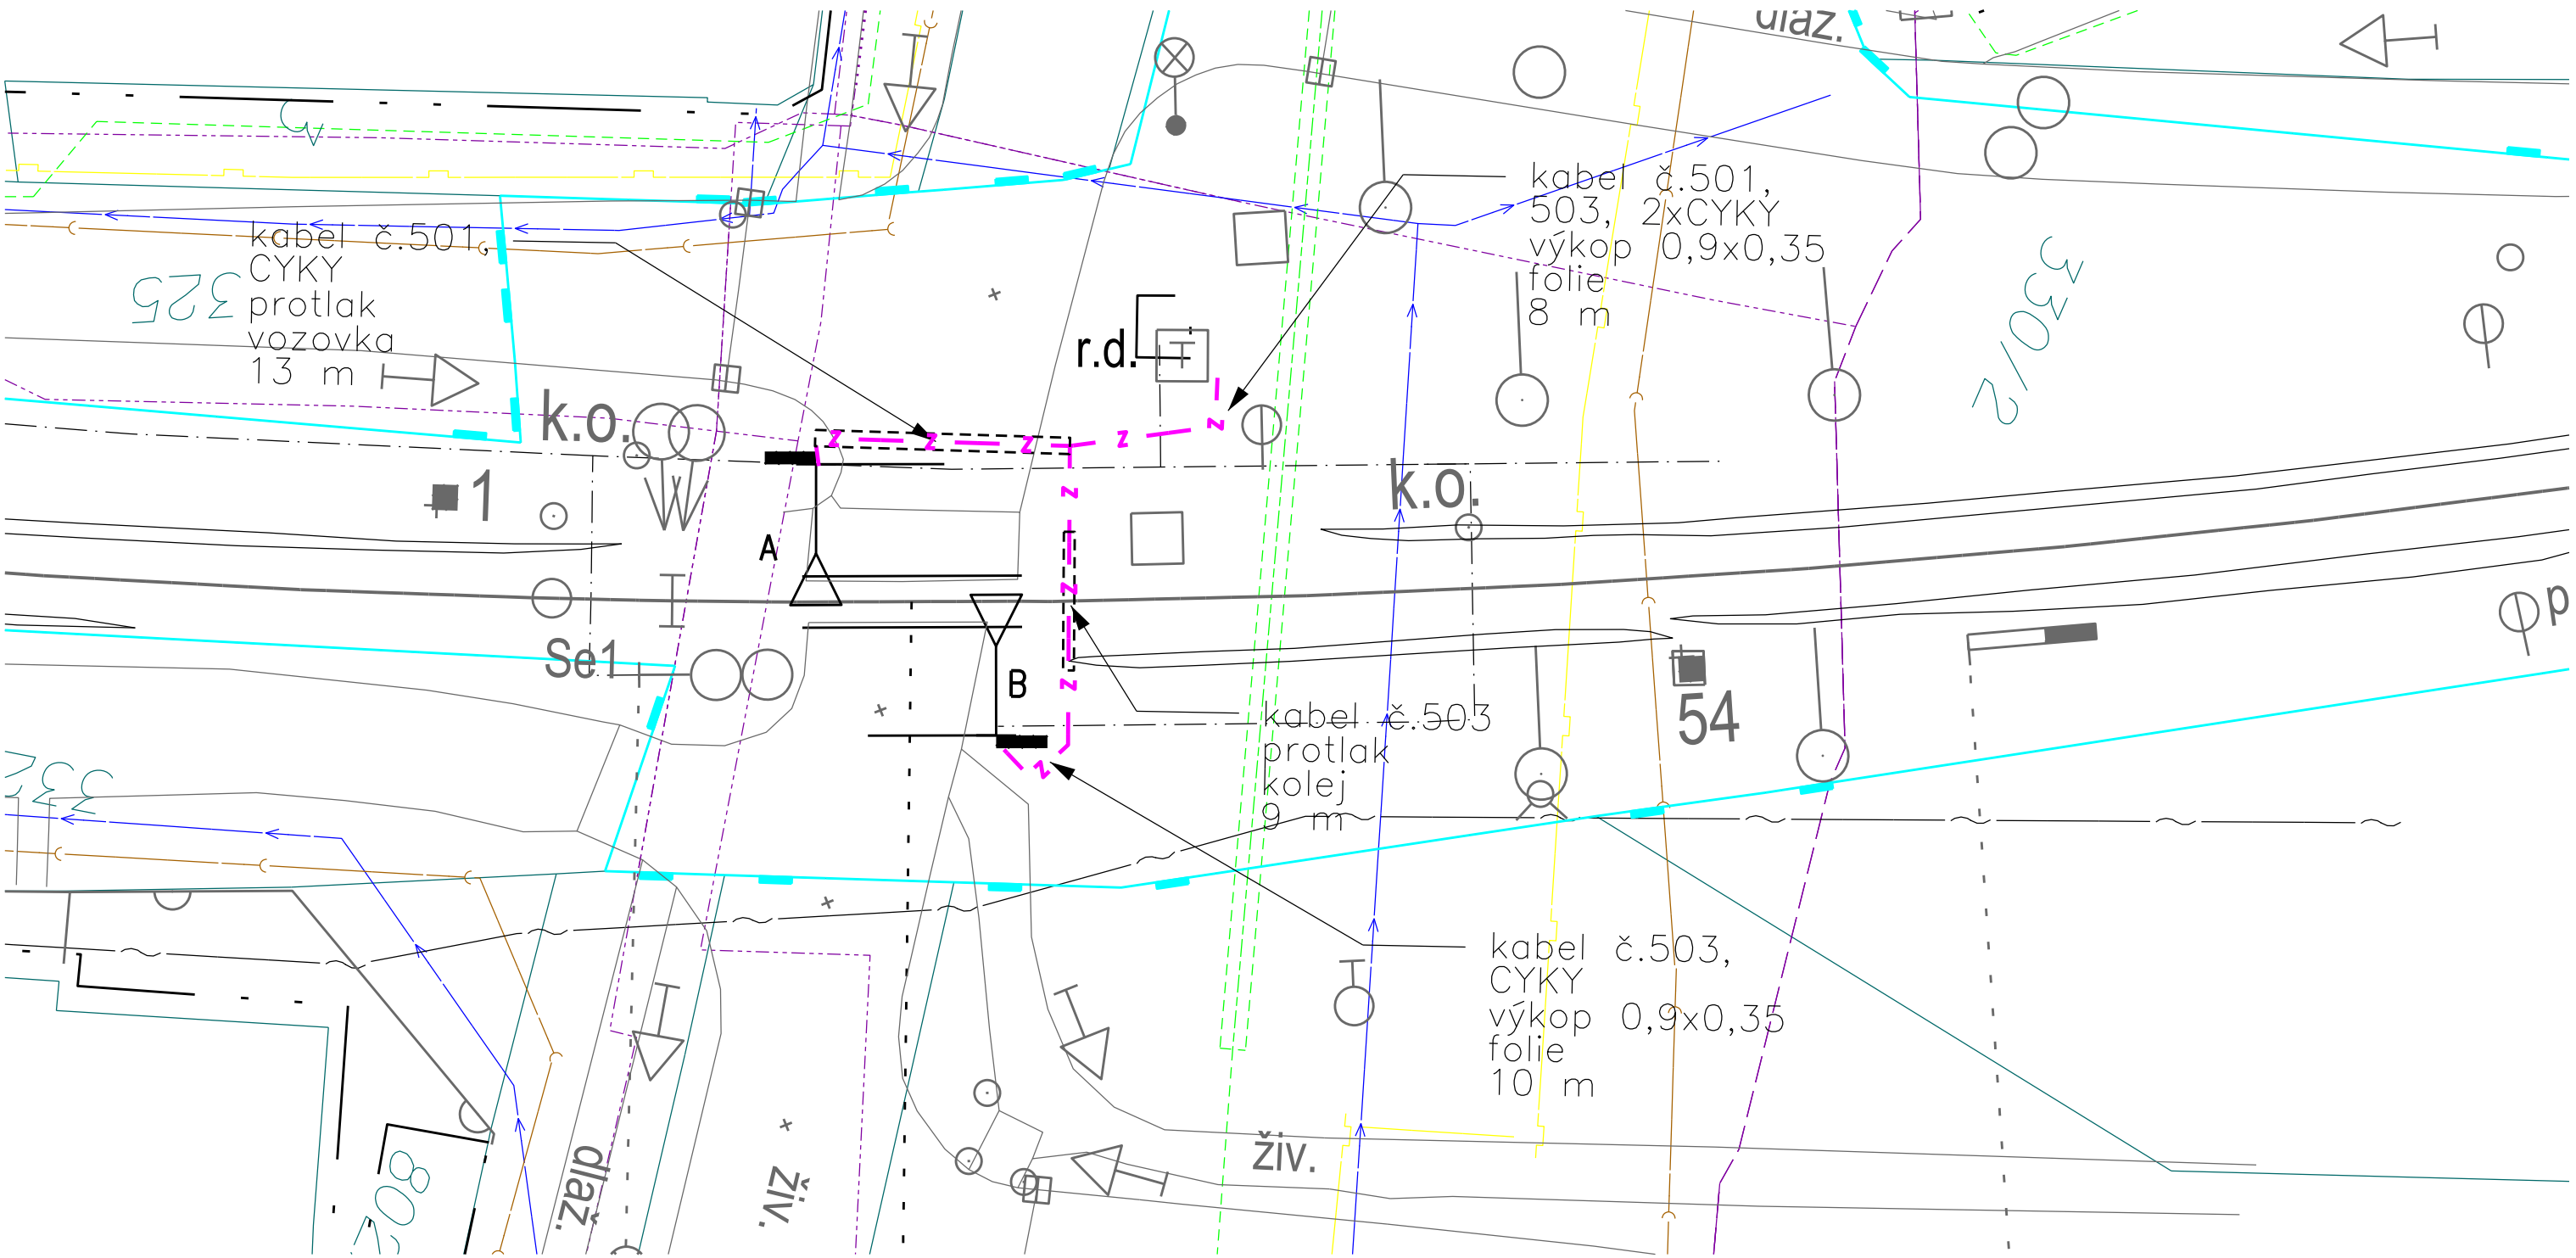 dlaz.
kabel č.501,
503, 2xCYKY
výkop 0,9x0,35
folie
8 m
kabel č.501,
CYKY
protlak
vozovka
13 m
325
330/2
r.d.
T
k.o.
k.o.
1
A
Se1
B
54
p
kabel č.503
protlak
kolej
9 m
332
kabel č.503,
CYKY
výkop 0,9x0,35
folie
10 m
živ.
dlaž.
živ.